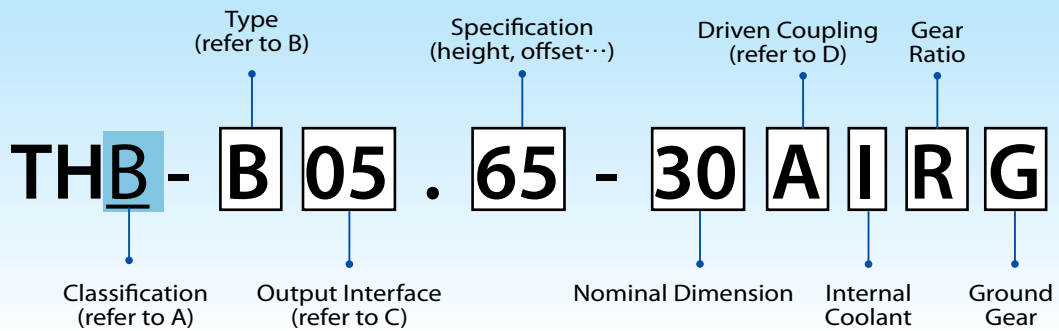 Type
(refer to B)
Specification
(height, offset···)
Driven Coupling
(refer to D)
Gear
Ratio
THB - B 05 . 65 - 30 A I R G
Classification
(refer to A)
Output Interface
(refer to C)
Nominal Dimension
Internal
Coolant
Ground
Gear